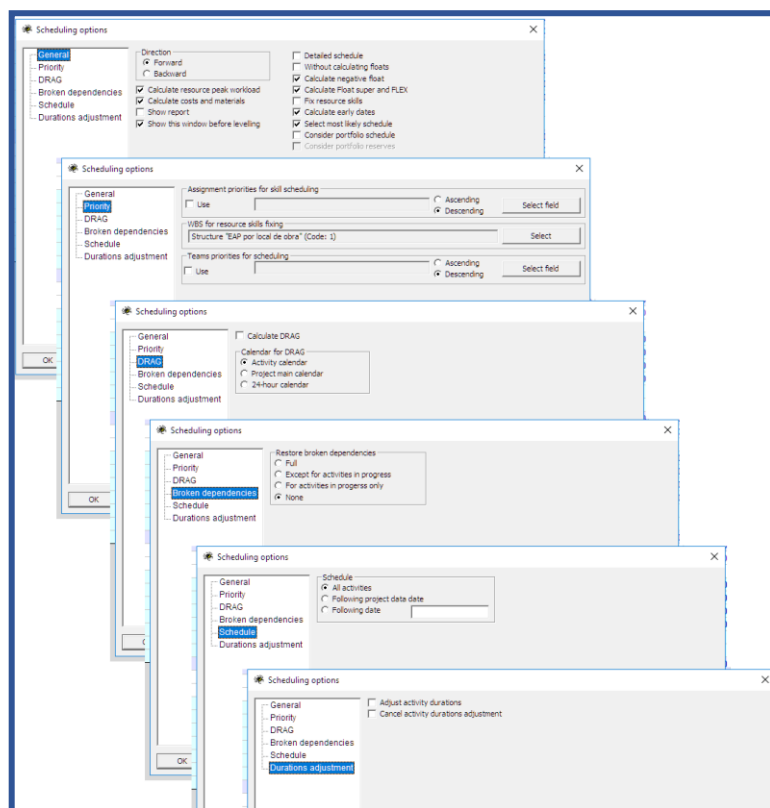 Scheduling options
General
Priority
DRAG
Broken dependencies
Schedule
Durations adjustment
Direction
Forward
Backward
Calculate resource peak workload
Calculate costs and materials
Show report
Show this window before levelling
Detailed schedule
Without calculating floats
Calculate negative float
Calculate Float super and FLEX
Fix resource skills
Calculate early dates
Select most likely schedule
Consider portfolio schedule
Consider portfolio reserves
OK
Scheduling options
General
Priority
DRAG
Broken dependencies
Schedule
Durations adjustment
Assignment priorities for skill scheduling
Use
Ascending
Descending
Select field
WBS for resource skills fixing
Structure "EAP por local de obra" (Code: 1)
Select
Teams priorities for scheduling
Use
Ascending
Descending
Select field
OK
Scheduling options
General
Priority
DRAG
Broken dependencies
Schedule
Durations adjustment
Calculate DRAG
Calendar for DRAG
Activity calendar
Project main calendar
24-hour calendar
Scheduling options
General
Priority
DRAG
Broken dependencies
Schedule
Durations adjustment
Restore broken dependencies
Full
Except for activities in progress
For activities in progerss only
None
OK
Scheduling options
General
Priority
DRAG
Broken dependencies
Schedule
Durations adjustment
Schedule
All activities
Following project data date
Following date
Scheduling options
General
Priority
DRAG
Broken dependencies
Schedule
Durations adjustment
Adjust activity durations
Cancel activity durations adjustment